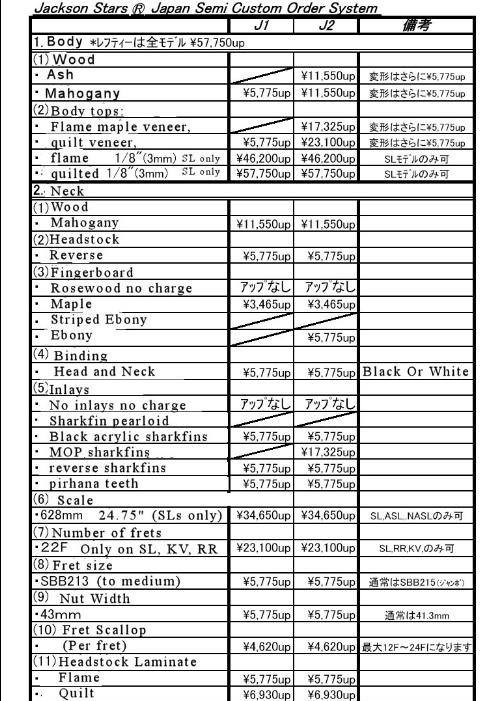 Jackson Stars ® Japan Semi Custom Order System
J1 J2 備考
1. Body *レフティーは全モデル ¥57,750up
(1) Wood
· Ash ¥11,550up 変形はさらに¥5,775up
· Mahogany ¥5,775up ¥11,550up 変形はさらに¥5,775up
(2) Body tops:
· Flame maple veneer, ¥17,325up 変形はさらに¥5,775up
· quilt veneer, ¥5,775up ¥23,100up 変形はさらに¥5,775up
· flame 1/8"(3mm) SL only ¥46,200up ¥46,200up SLモデルのみ可
· quilted 1/8"(3mm) SL only ¥57,750up ¥57,750up SLモデルのみ可
2. Neck
(1) Wood
· Mahogany ¥11,550up ¥11,550up
(2) Headstock
· Reverse ¥5,775up ¥5,775up
(3) Fingerboard
· Rosewood no charge アップなし アップなし
· Maple ¥3,465up ¥3,465up
· Striped Ebony
· Ebony ¥5,775up
(4) Binding
· Head and Neck ¥5,775up ¥5,775up Black Or White
(5) Inlays
· No inlays no charge アップなし アップなし
· Sharkfin pearloid
· Black acrylic sharkfins ¥5,775up ¥5,775up
· MOP sharkfins ¥17,325up
· reverse sharkfins ¥5,775up ¥5,775up
· pirhana teeth ¥5,775up ¥5,775up
(6) Scale
·628mm 24.75" (SLs only) ¥34,650up ¥34,650up SL,ASL,NASLのみ可
(7) Number of frets
·22F Only on SL, KV, RR ¥23,100up ¥23,100up SL,RR,KV,のみ可
(8) Fret size
·SBB213 (to medium) ¥5,775up ¥5,775up 通常はSBB215(ジャンボ)
(9) Nut Width
·43mm ¥5,775up ¥5,775up 通常は41.3mm
(10) Fret Scallop
· (Per fret) ¥4,620up ¥4,620up 最大12F～24Fになります
(11) Headstock Laminate
· Flame ¥5,775up ¥5,775up
· Quilt ¥6,930up ¥6,930up